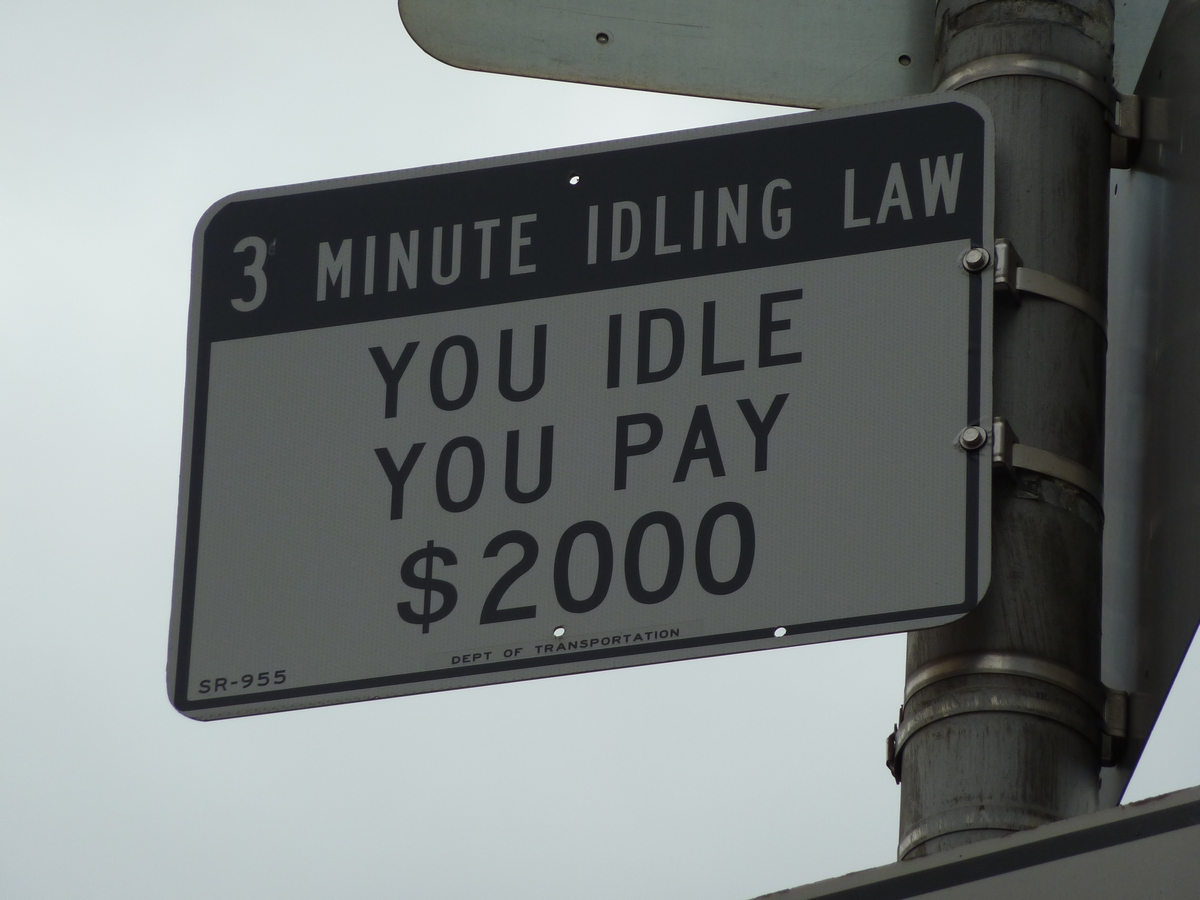 3 MINUTE IDLING LAW
YOU IDLE
YOU PAY
$2000
DEPT OF TRANSPORTATION
SR-955